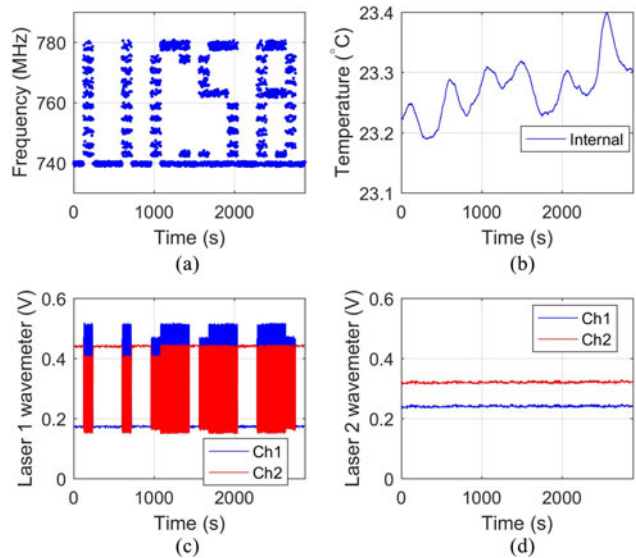 780
760
740
Frequency (MHz)
UCSB
0 1000 2000
Time (s)
(a)
23.4
23.3
23.2
23.1
Temperature (°C)
Internal
0 1000 2000
Time (s)
(b)
0.6
0.4
0.2
0
Laser 1 wavemeter (V)
Ch1
Ch2
0 1000 2000
Time (s)
(c)
0.6
0.4
0.2
0
Laser 2 wavemeter (V)
Ch1
Ch2
0 1000 2000
Time (s)
(d)